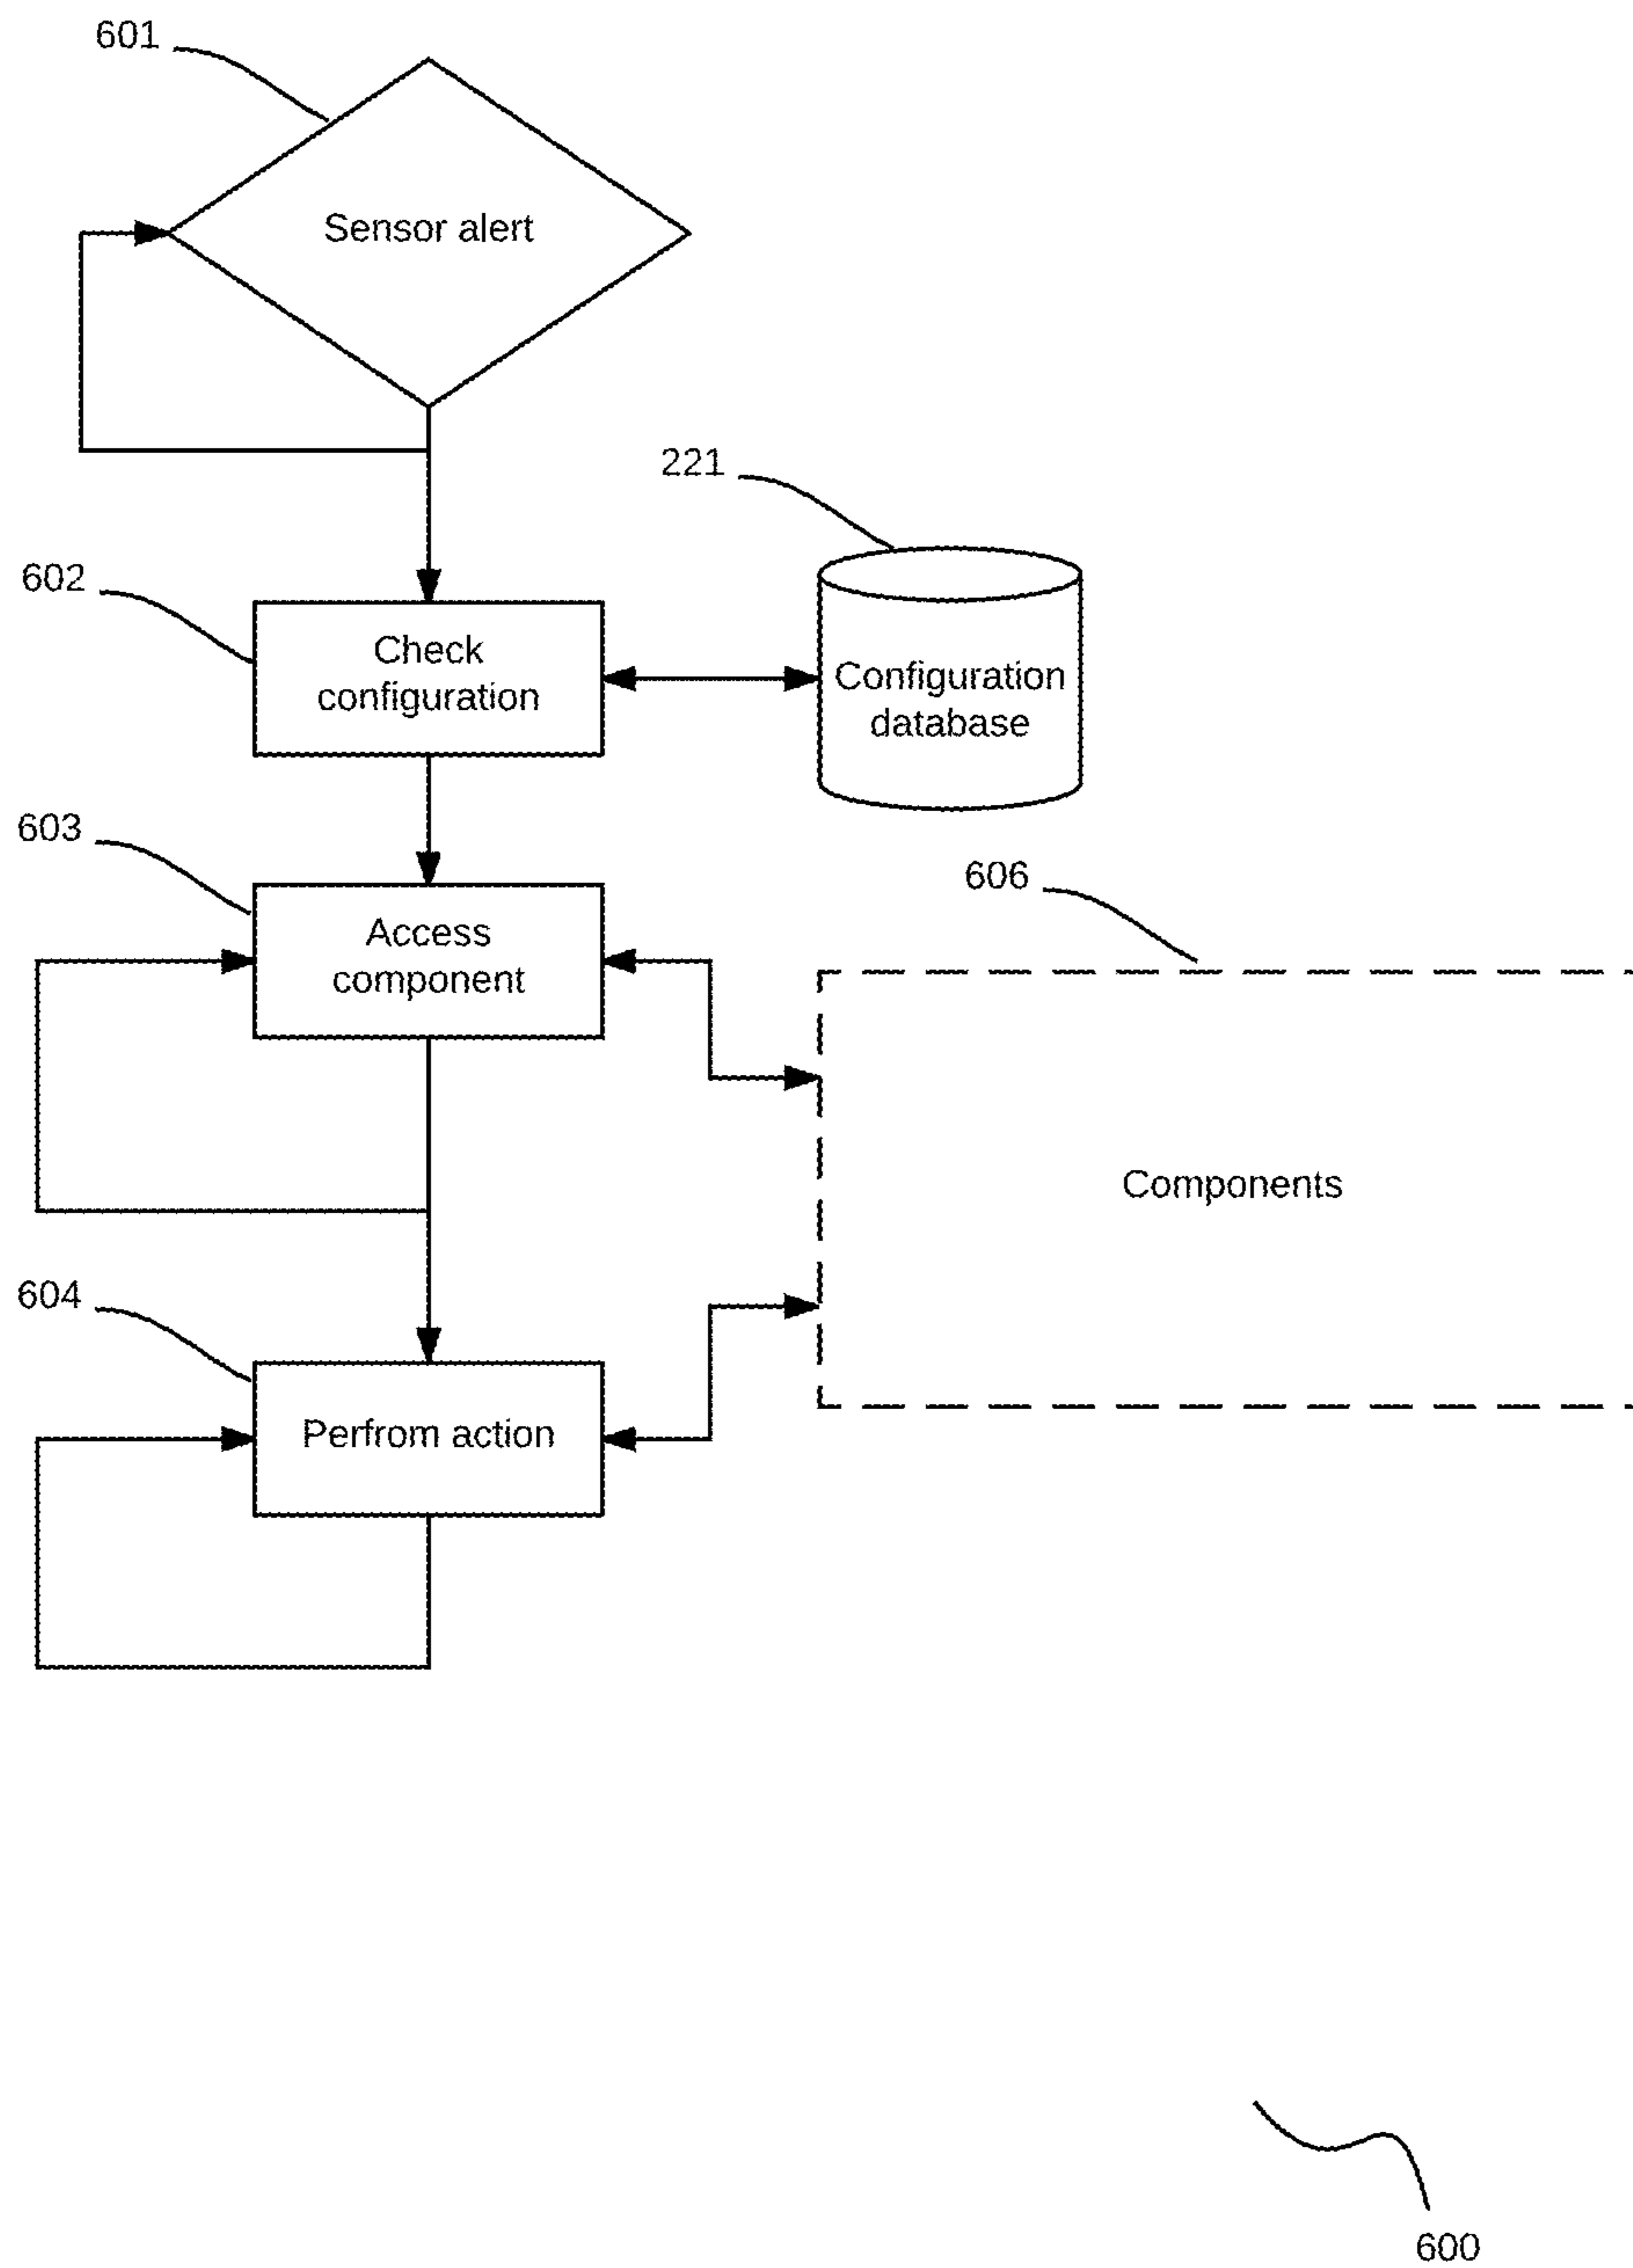 601
Sensor alert
221
602
Check
configuration
Configuration
database
603
Access
component
606
Components
604
Perfrom action
600